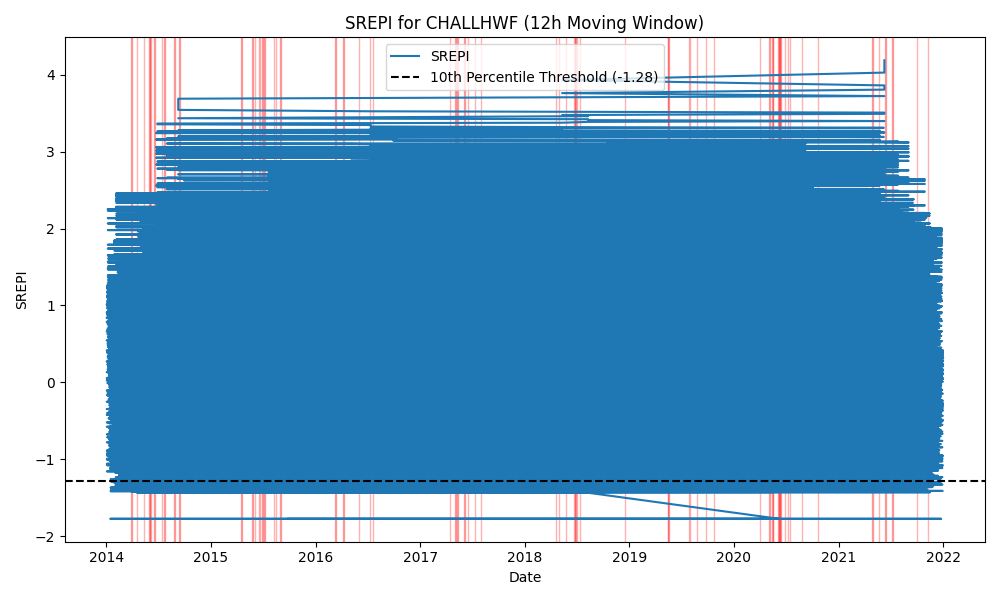 SREPI for CHALLHWF (12h Moving Window)
SREPI
10th Percentile Threshold (-1.28)
4
3
2
1
0
−1
−2
SREPI
2014 2015 2016 2017 2018 2019 2020 2021 2022
Date